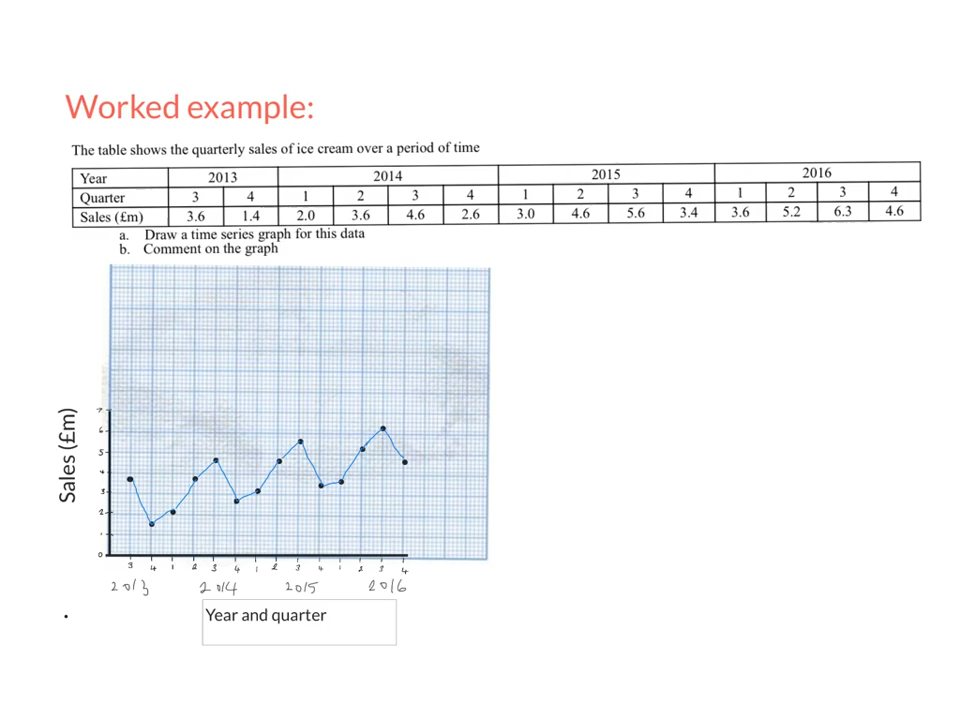 Worked example:
The table shows the quarterly sales of ice cream over a period of time
Year 2013 2014 2015 2016
Quarter 3 4 1 2 3 4 1 2 3 4 1 2 3 4
Sales (£m) 3.6 1.4 2.0 3.6 4.6 2.6 3.0 4.6 5.6 3.4 3.6 5.2 6.3 4.6
a. Draw a time series graph for this data
b. Comment on the graph
Sales (£m)
7
6
5
4
3
2
1
0
3 4 1 2 3 4 1 2 3 4 1 2 3 4
2013 2014 2015 2016
Year and quarter